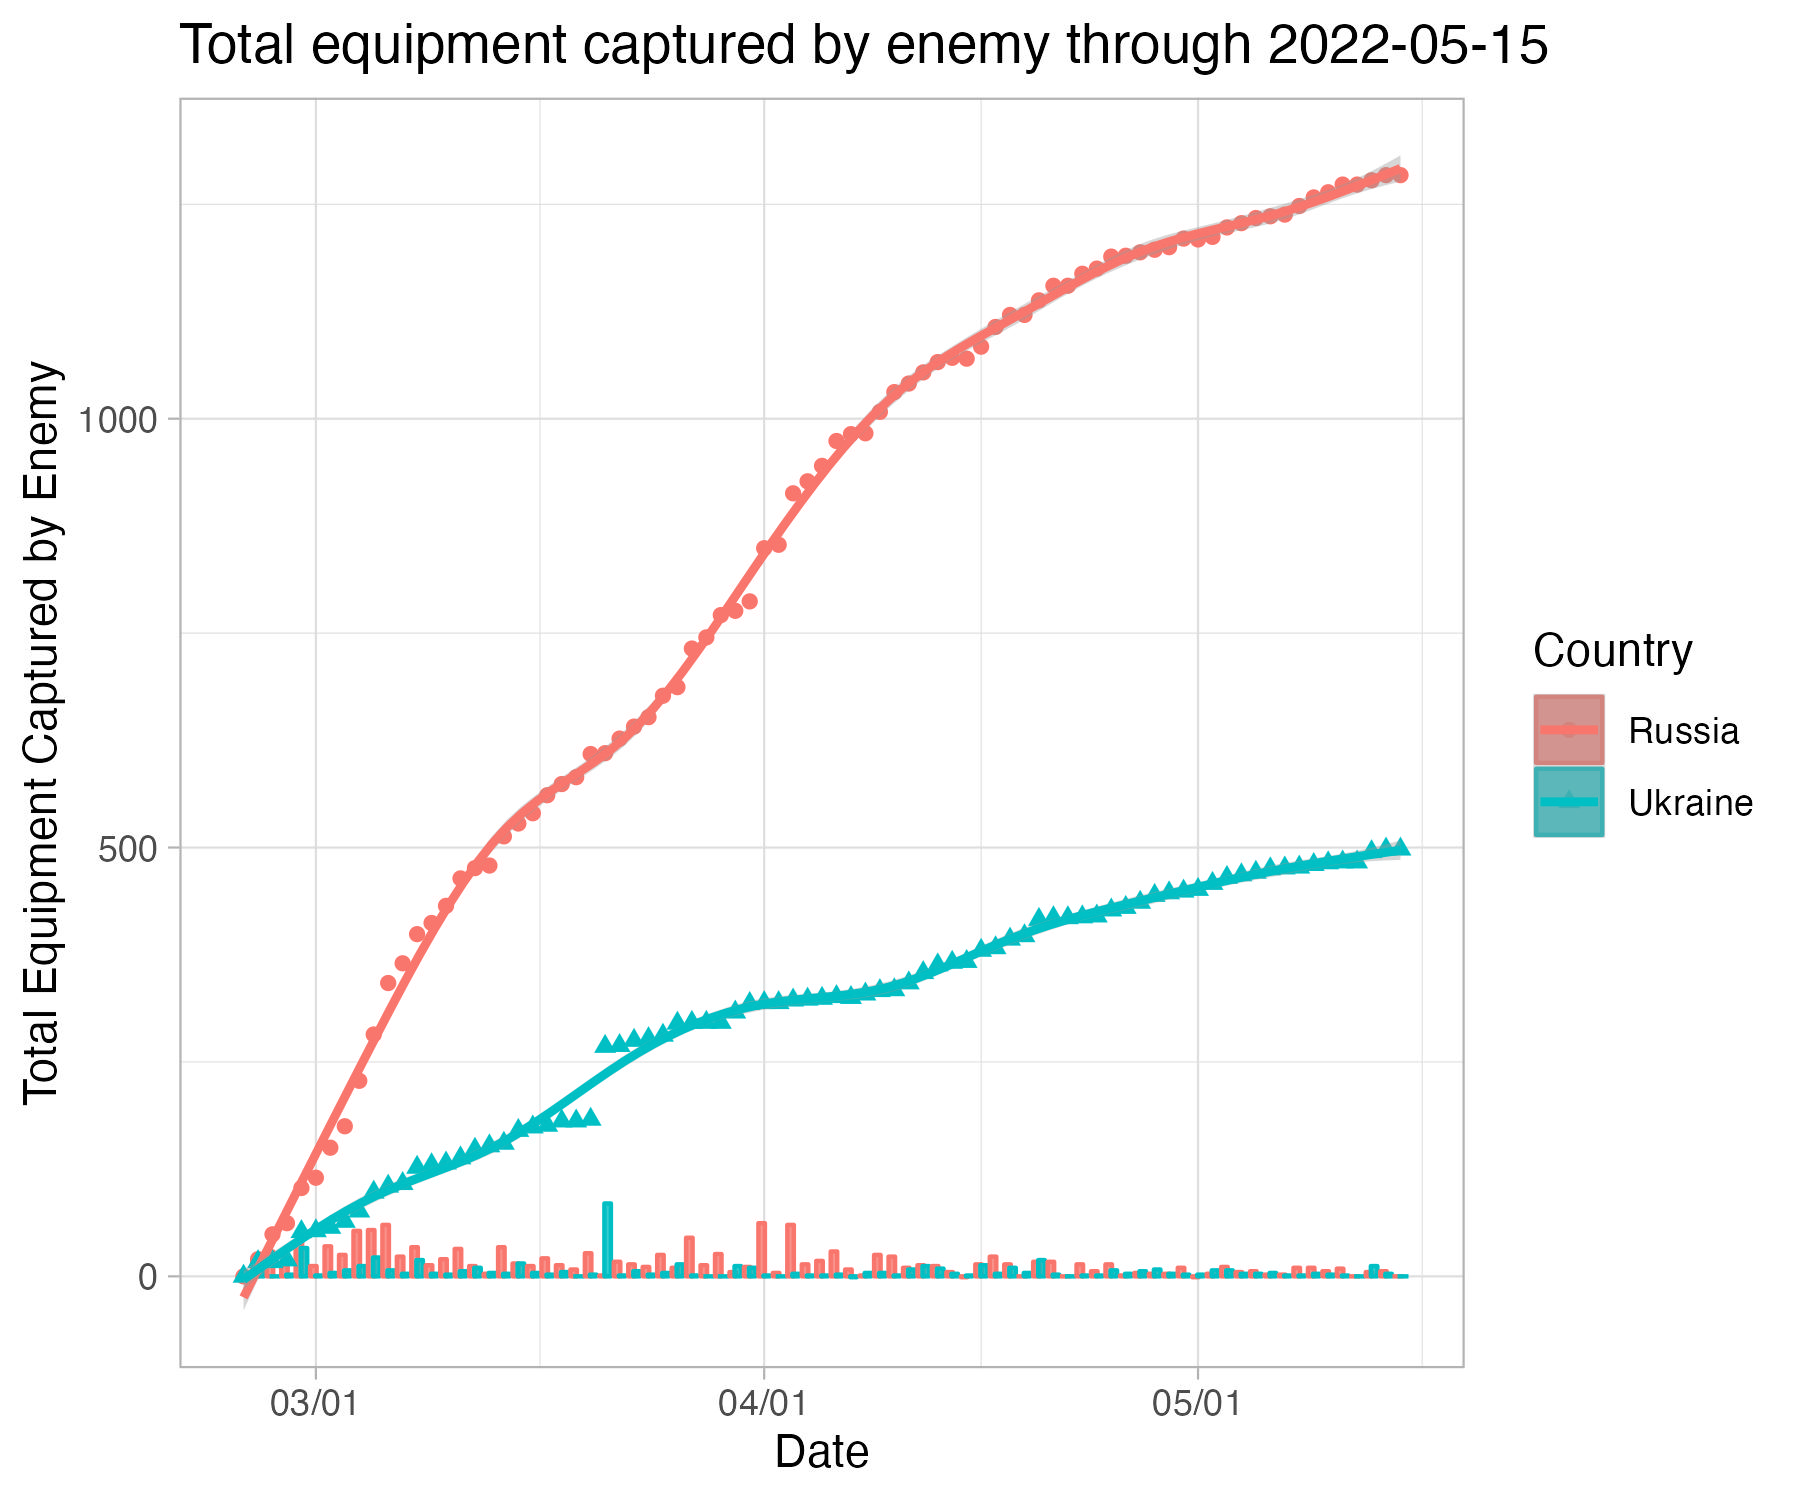 Total equipment captured by enemy through 2022-05-15
Total Equipment Captured by Enemy
1000
500
0
03/01
04/01
05/01
Date
Country
Russia
Ukraine